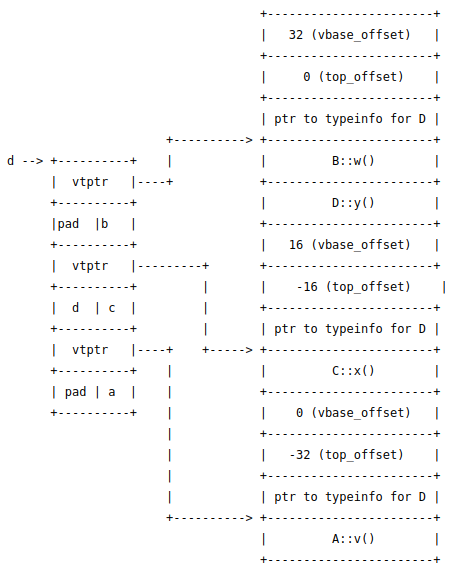 32 (vbase_offset)
0 (top_offset)
ptr to typeinfo for D
d --> B::w()
vtptr
D::y()
pad b
16 (vbase_offset)
vtptr
-16 (top_offset)
d c
ptr to typeinfo for D
vtptr
C::x()
pad a
0 (vbase_offset)
-32 (top_offset)
ptr to typeinfo for D
A::v()